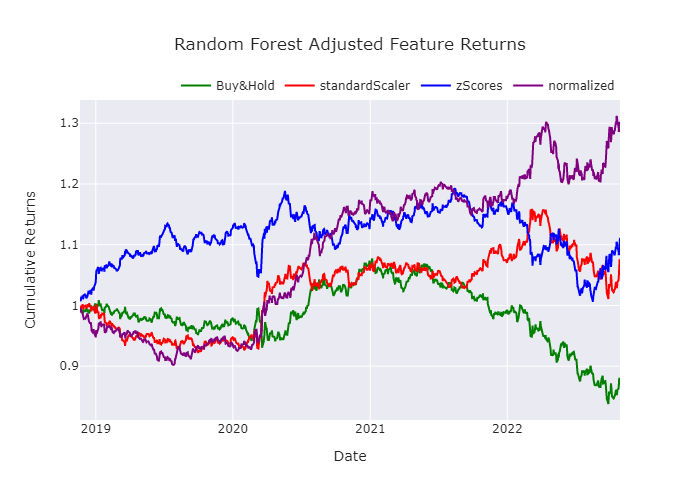 Random Forest Adjusted Feature Returns
Buy&Hold standardScaler zScores normalized
1.3
1.2
1.1
1
0.9
Cumulative Returns
2019 2020 2021 2022
Date